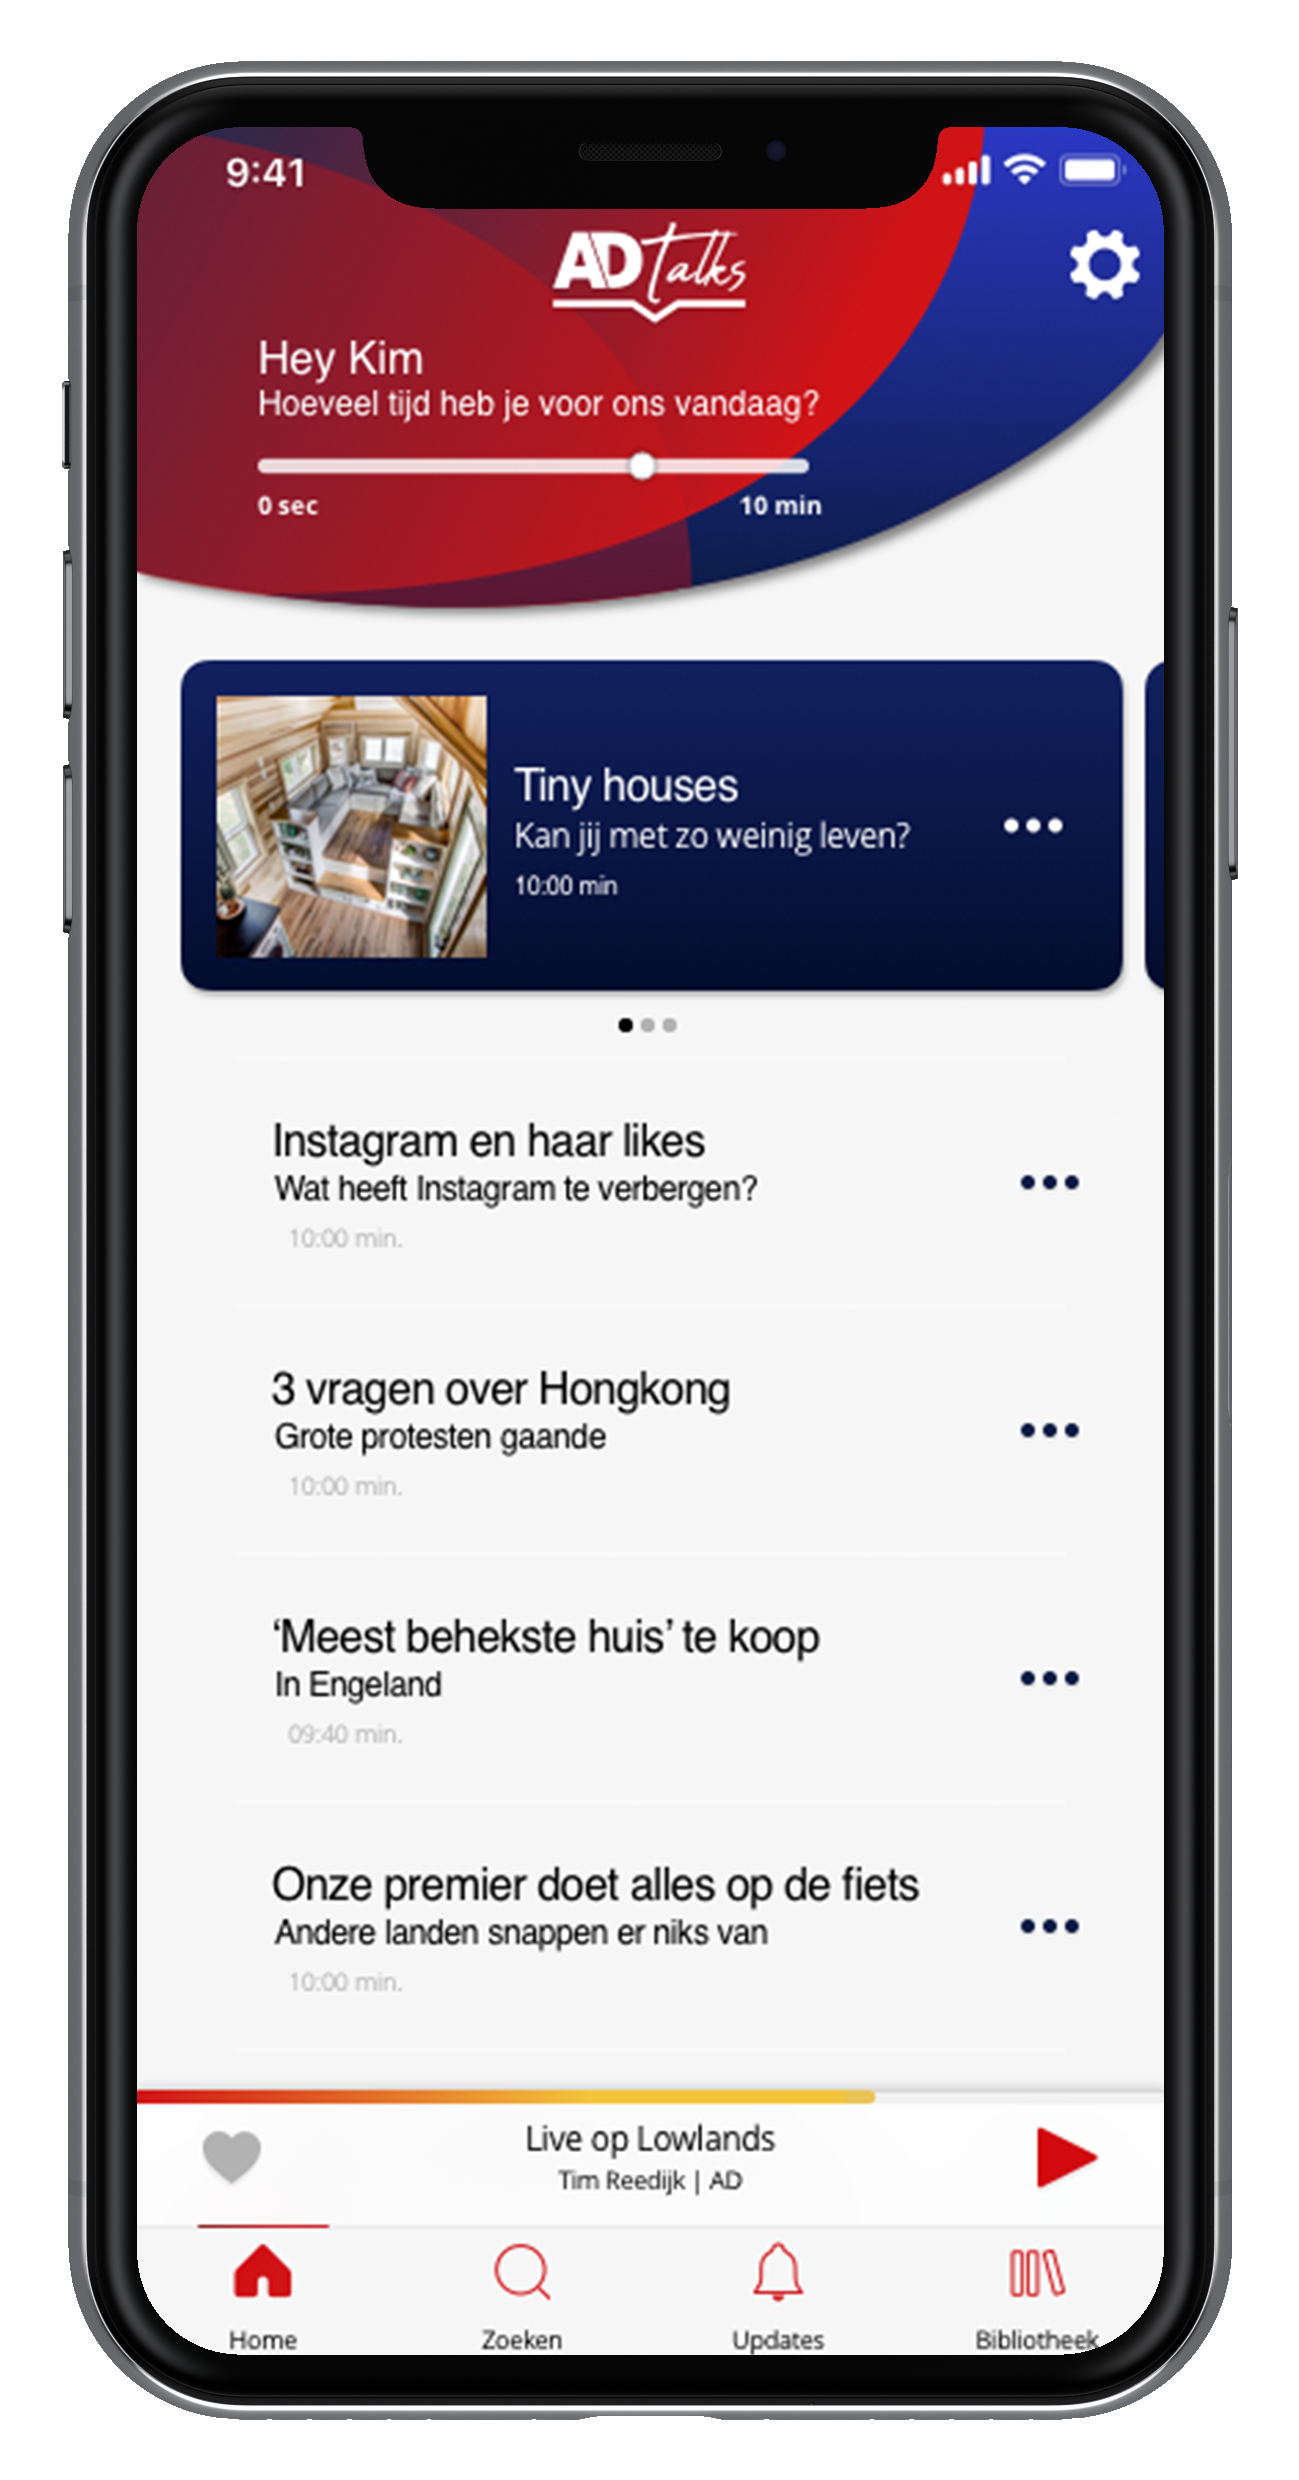 9:41
AD Talks
Hey Kim
Hoeveel tijd heb je voor ons vandaag?
0 sec 10 min
Tiny houses
Kan jij met zo weinig leven?
10:00 min
Instagram en haar likes
Wat heeft Instagram te verbergen?
10:00 min.
3 vragen over Hongkong
Grote protesten gaande
10:00 min.
‘Meest behekste huis’ te koop
In Engeland
09:40 min.
Onze premier doet alles op de fiets
Andere landen snappen er niks van
10:00 min.
Live op Lowlands
Tim Reedijk | AD
Home Zoeken Updates Bibliotheek